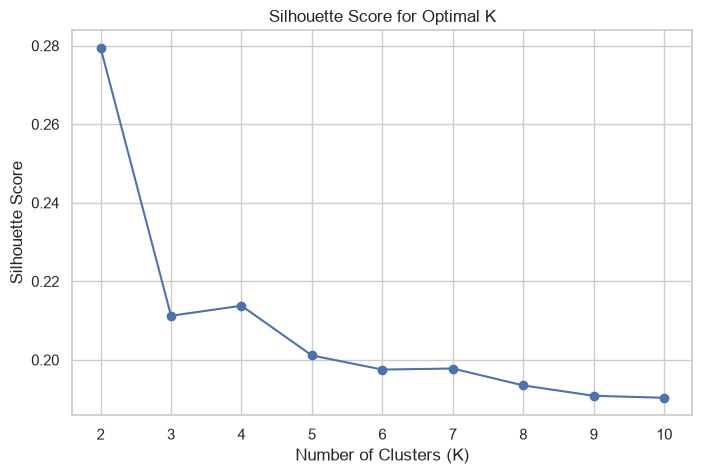 Silhouette Score for Optimal K
0.28
0.26
0.24
0.22
0.20
Silhouette Score
2 3 4 5 6 7 8 9 10
Number of Clusters (K)